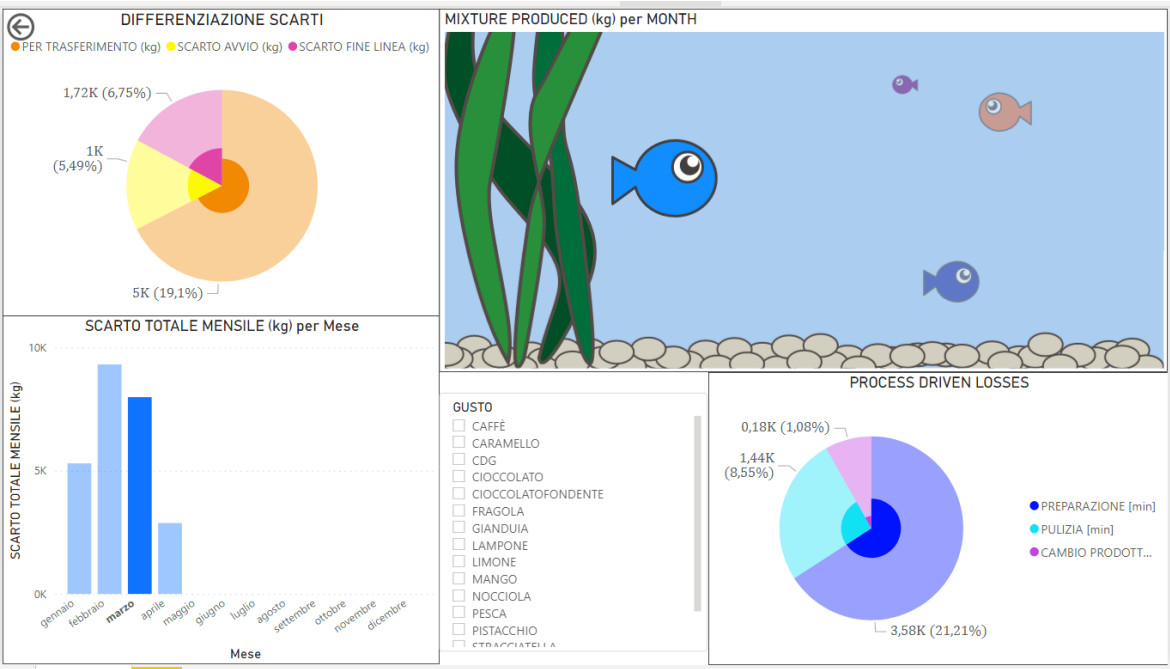 DIFFERENZIAZIONE SCARTI
PER TRASFERIMENTO (kg) SCARTO AVVIO (kg) SCARTO FINE LINEA (kg)
1,72K (6,75%)
1K
(5,49%)
5K (19,1%)
MIXTURE PRODUCED (kg) per MONTH
SCARTO TOTALE MENSILE (kg) per Mese
SCARTO TOTALE MENSILE (kg)
10K
5K
0K
gennaio
febbraio
marzo
aprile
maggio
giugno
luglio
agosto
settembre
ottobre
novembre
dicembre
Mese
GUSTO
CAFFÈ
CARAMELLO
CDG
CIOCCOLATO
CIOCCOLATOFONDENTE
FRAGOLA
GIANDUIA
LAMPONE
LIMONE
MANGO
NOCCIOLA
PESCA
PISTACCHIO
STRACCIATELLA
PROCESS DRIVEN LOSSES
0,18K (1,08%)
1,44K
(8,55%)
3,58K (21,21%)
PREPARAZIONE [min]
PULIZIA [min]
CAMBIO PRODOTT...